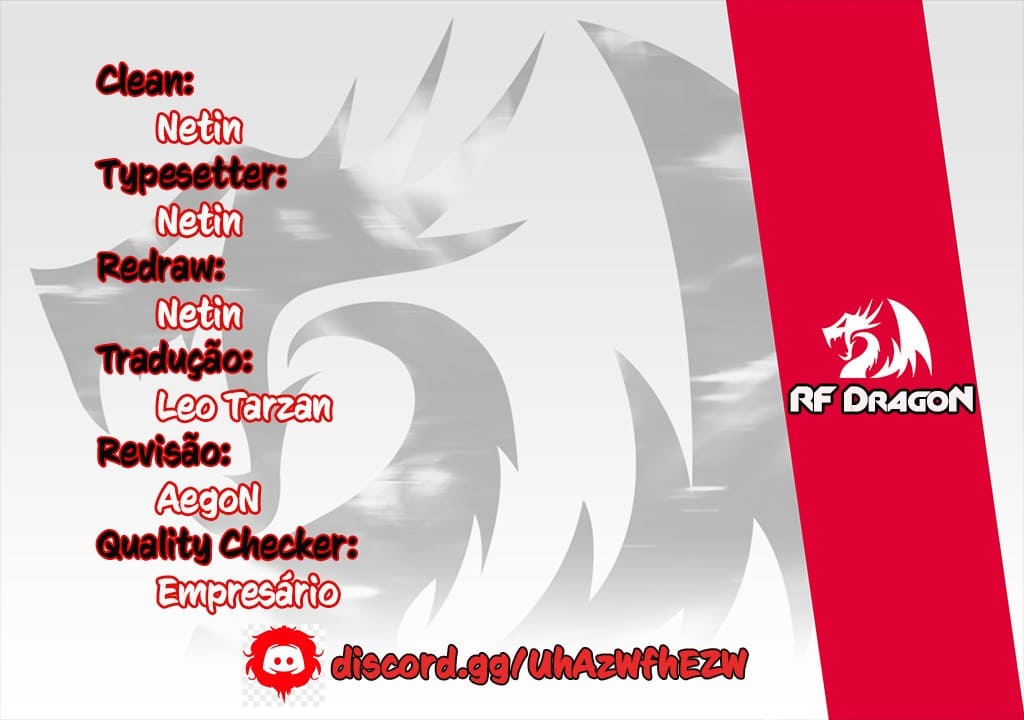 Clean:
Netin
Typesetter:
Netin
Redraw:
Netin
Tradução:
Leo Tarzan
Revisão:
AegoN
Quality Checker:
Empresário
discord.gg/UhAzWfhEZW
RF DRAGON